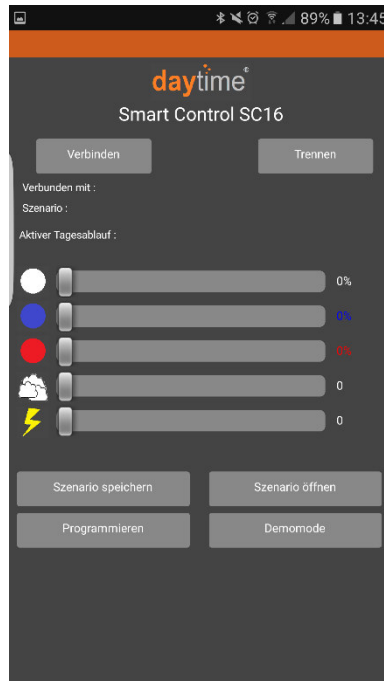 89% 13:45
daytime©
Smart Control SC16
Verbinden Trennen
Verbunden mit :
Szenario :
Aktiver Tagesablauf :
0%
0%
0%
0
0
Szenario speichern Szenario öffnen
Programmieren Demomode